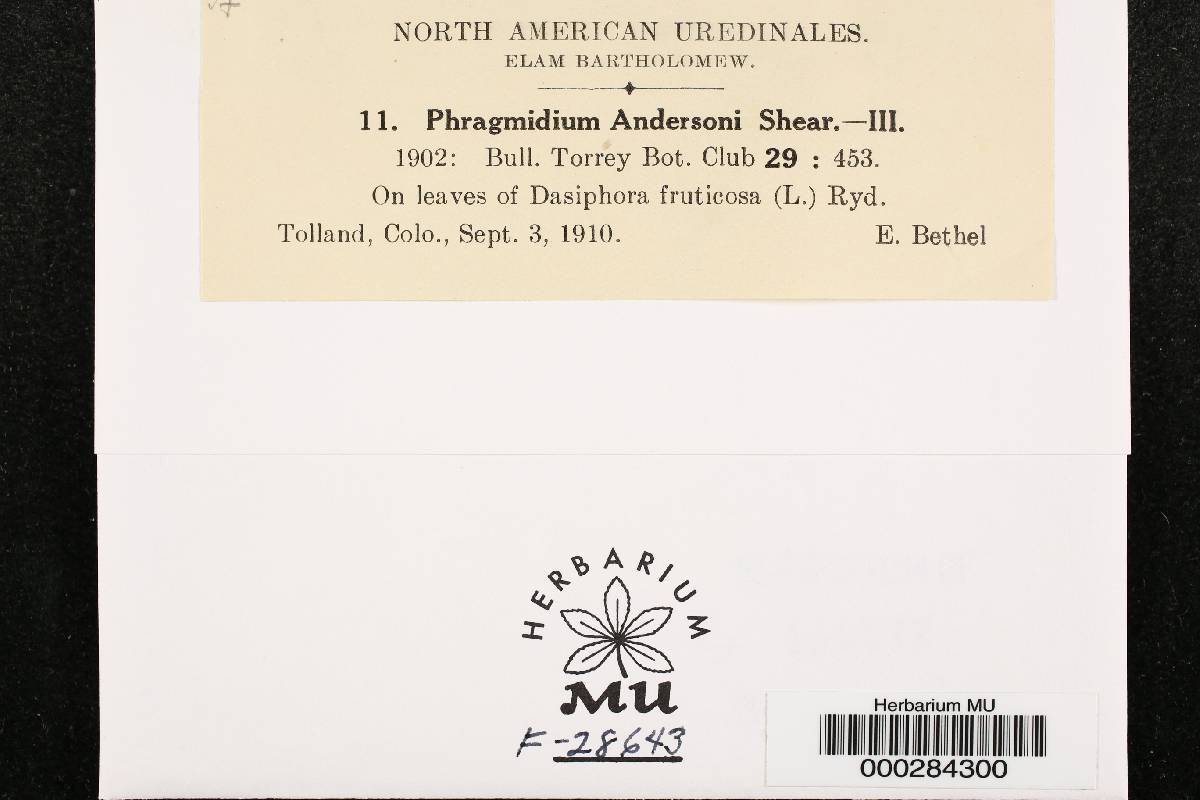 NORTH AMERICAN UREDINALES.
ELAM BARTHOLOMEW.
11. Phragmidium Andersoni Shear.—III.
1902: Bull. Torrey Bot. Club 29 : 453.
On leaves of Dasiphora fruticosa (L.) Ryd.
Tolland, Colo., Sept. 3, 1910. E. Bethel
HERBARIUM
MU
F-28643
Herbarium MU
000284300